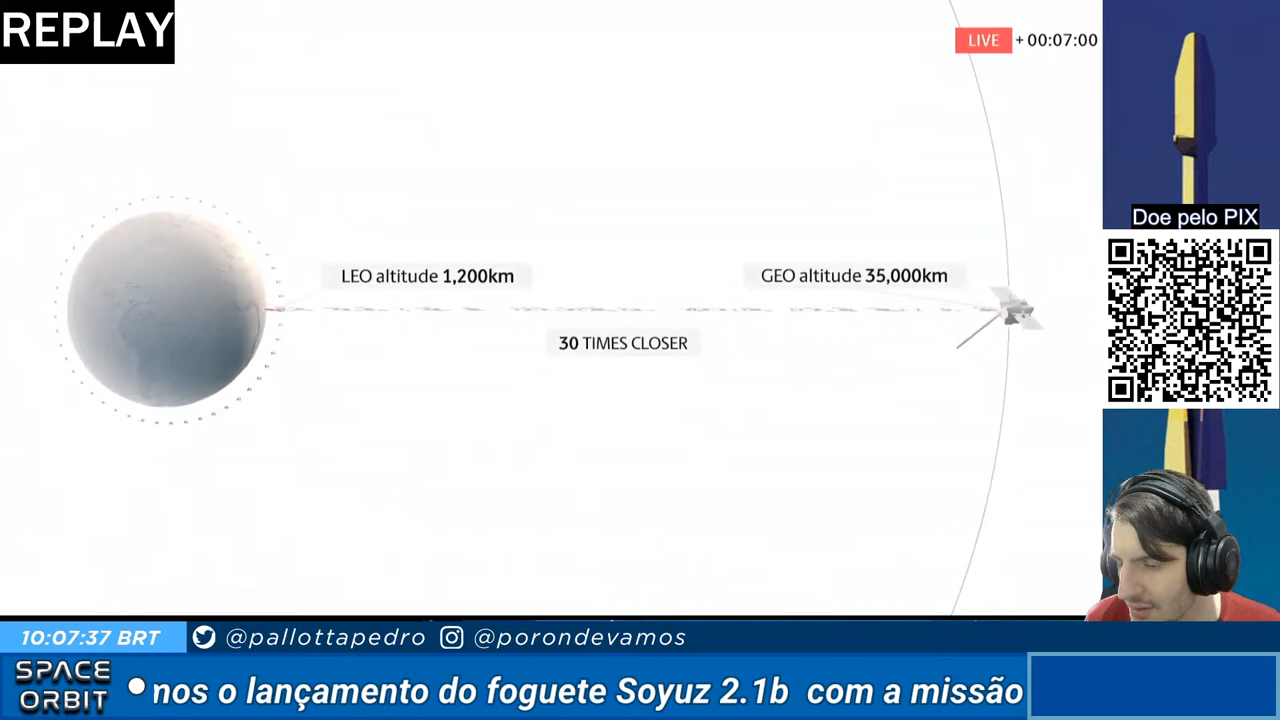 REPLAY
LIVE + 00:07:00
Doe pelo PIX
LEO altitude 1,200km
GEO altitude 35,000km
30 TIMES CLOSER
10:07:37 BRT @pallottapedro @porondevamos
SPACE ORBIT
nos o lançamento do foguete Soyuz 2.1b com a missão